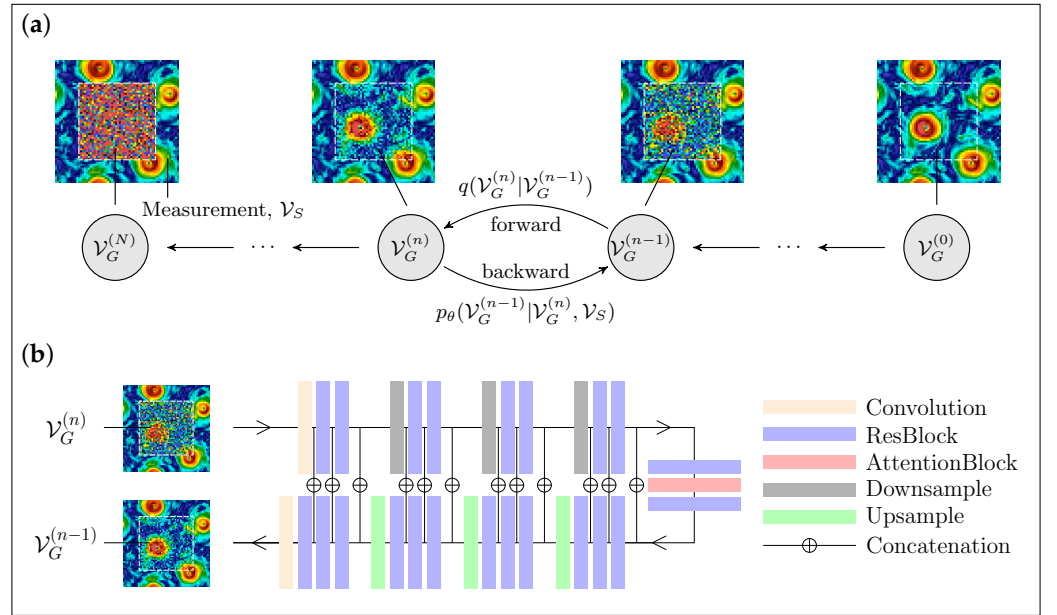 (a)
q(𝒱_G^{(n)}|𝒱_G^{(n−1)})
Measurement, 𝒱_S
forward
𝒱_G^{(N)} ⋯ 𝒱_G^{(n)} 𝒱_G^{(n−1)} ⋯ 𝒱_G^{(0)}
backward
p_θ(𝒱_G^{(n−1)}|𝒱_G^{(n)}, 𝒱_S)
(b)
𝒱_G^{(n)}
𝒱_G^{(n−1)}
Convolution
ResBlock
AttentionBlock
Downsample
Upsample
Concatenation